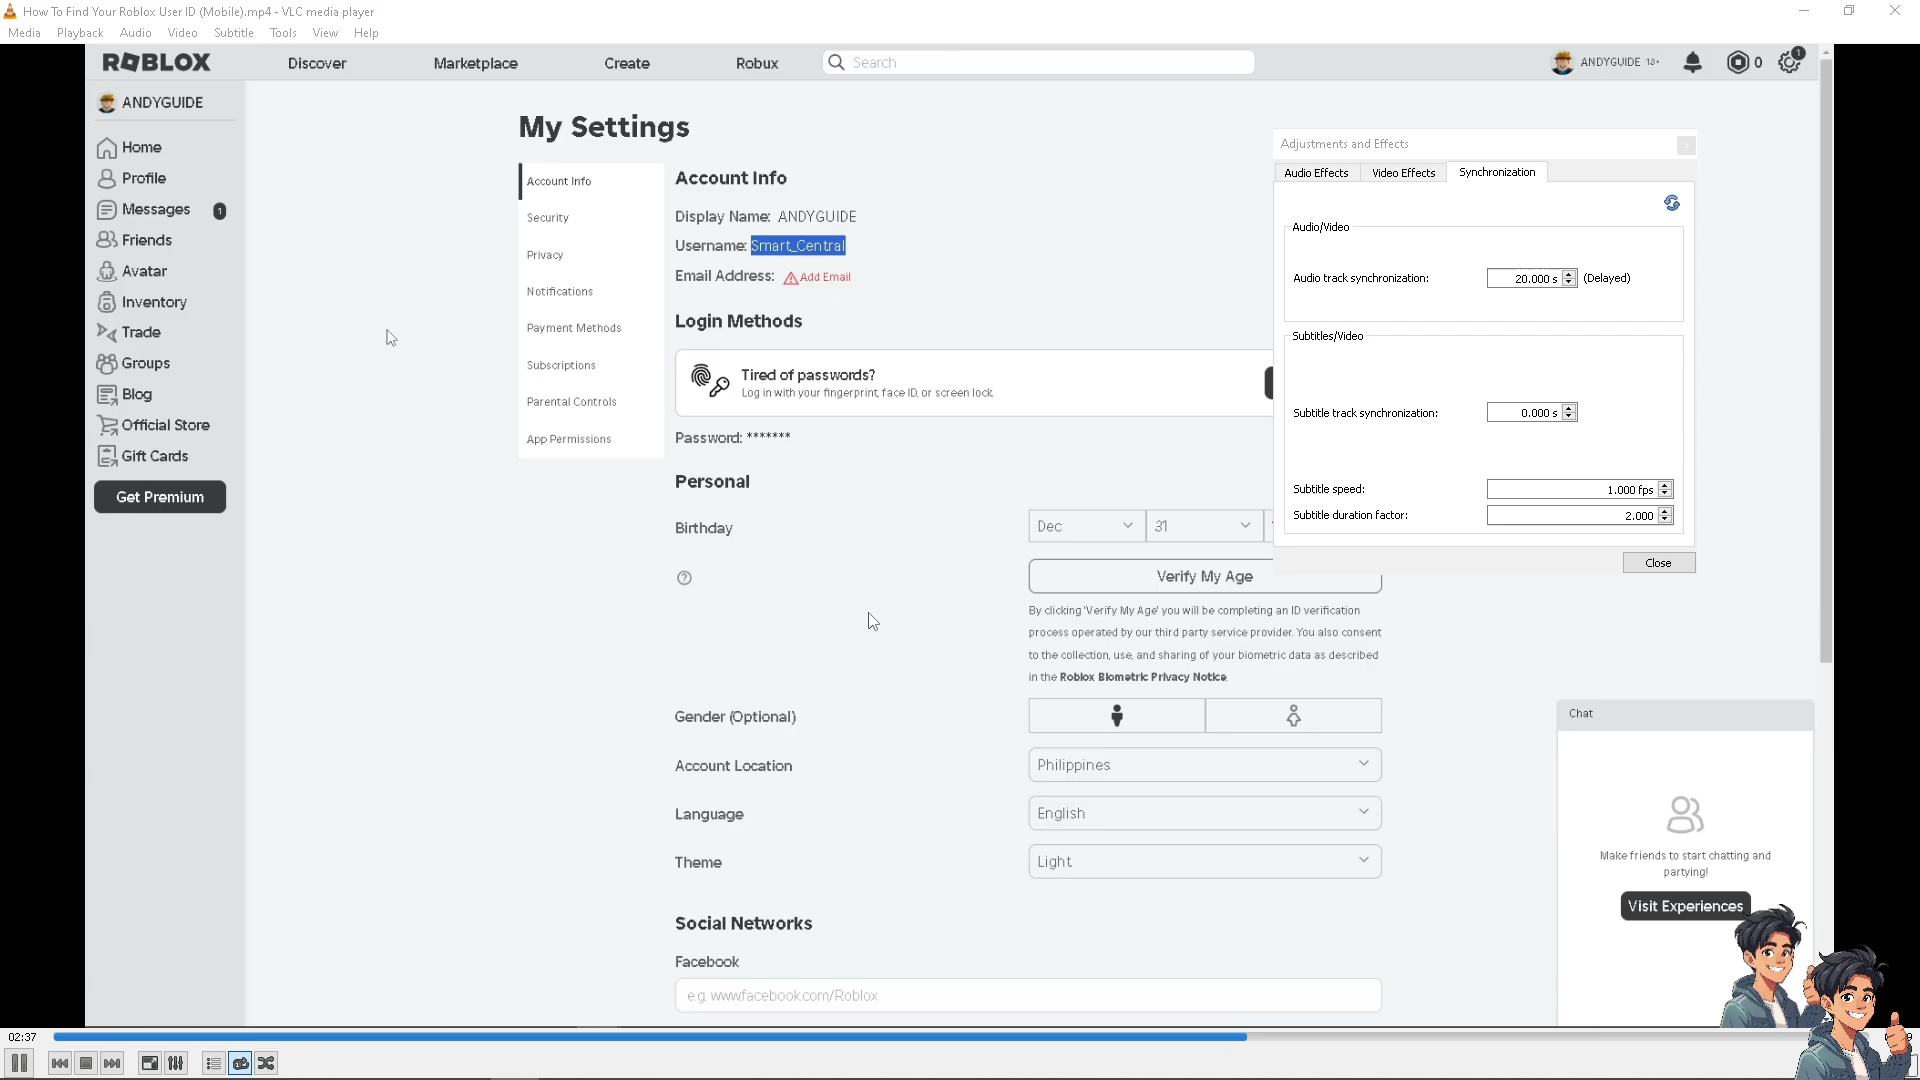 How To Find Your Roblox User ID (Mobile).mp4 - VLC media player
Media Playback Audio Video Subtitle Tools View Help
ROBLOX
Discover
Marketplace
Create
Robux
Search
ANDYGUIDE 13+
0
1
ANDYGUIDE
Home
Profile
Messages 1
Friends
Avatar
Inventory
Trade
Groups
Blog
Official Store
Gift Cards
Get Premium
My Settings
Account Info
Security
Privacy
Notifications
Payment Methods
Subscriptions
Parental Controls
App Permissions
Account Info
Display Name: ANDYGUIDE
Username: Smart_Central
Email Address: Add Email
Login Methods
Tired of passwords?
Log in with your fingerprint, face ID, or screen lock.
Password: *******
Personal
Birthday
Dec
31
Verify My Age
By clicking 'Verify My Age' you will be completing an ID verification
process operated by our third party service provider. You also consent
to the collection, use, and sharing of your biometric data as described
in the Roblox Biometric Privacy Notice.
Gender (Optional)
Account Location
Philippines
Language
English
Theme
Light
Social Networks
Facebook
e.g. www.facebook.com/Roblox
Adjustments and Effects
Audio Effects
Video Effects
Synchronization
Audio/Video
Audio track synchronization: 20.000 s (Delayed)
Subtitles/Video
Subtitle track synchronization: 0.000 s
Subtitle speed: 1.000 fps
Subtitle duration factor: 2.000
Close
Chat
Make friends to start chatting and
partying!
Visit Experiences
02:37